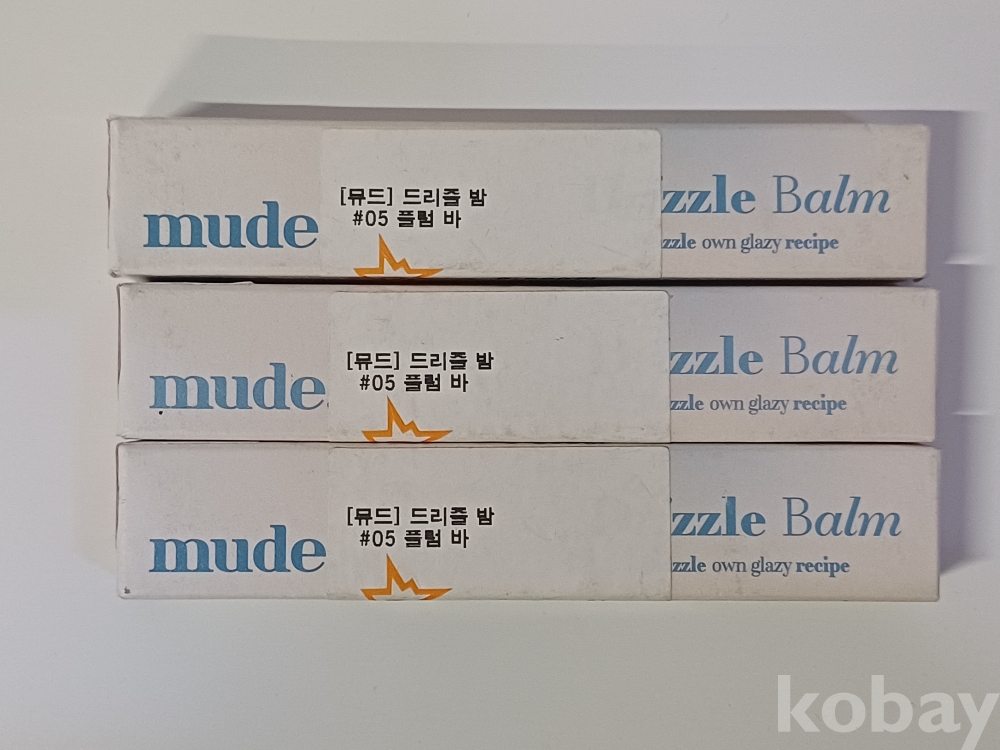 mude
[뮤드] 드리즐 밤
#05 플럼 바
zzle Balm
zzle own glazy recipe
mude
[뮤드] 드리즐 밤
#05 플럼 바
zzle Balm
zzle own glazy recipe
mude
[뮤드] 드리즐 밤
#05 플럼 바
zzle Balm
zzle own glazy recipe
kobay